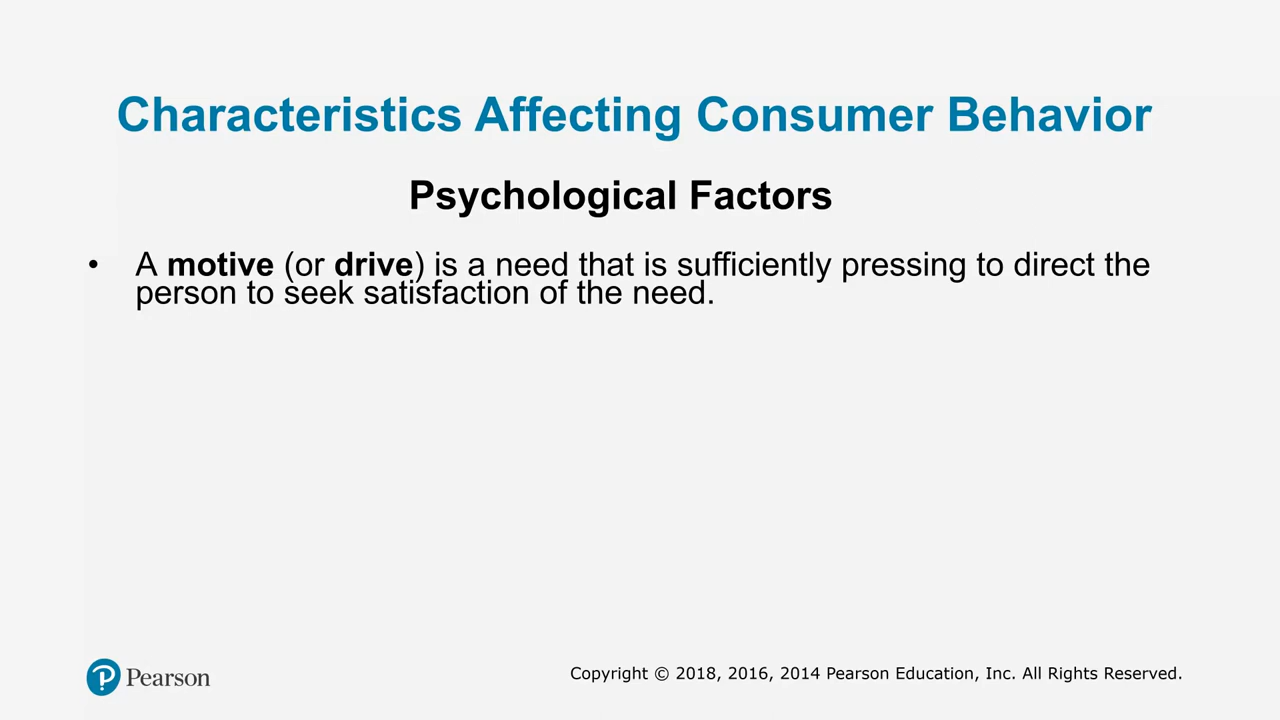 Characteristics Affecting Consumer Behavior
Psychological Factors
• A motive (or drive) is a need that is sufficiently pressing to direct the
person to seek satisfaction of the need.
Pearson
Copyright © 2018, 2016, 2014 Pearson Education, Inc. All Rights Reserved.